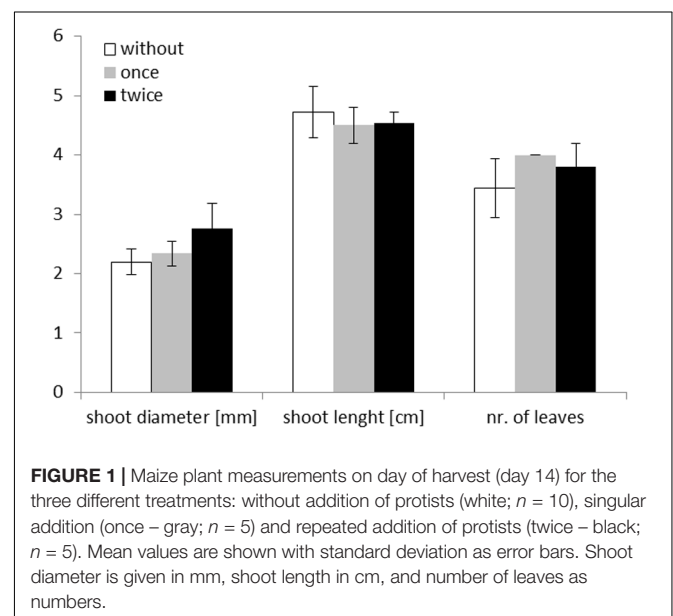 6
without
once
twice
5
4
3
2
1
0
shoot diameter [mm]
shoot lenght [cm]
nr. of leaves
FIGURE 1 | Maize plant measurements on day of harvest (day 14) for the
three different treatments: without addition of protists (white; n = 10), singular
addition (once – gray; n = 5) and repeated addition of protists (twice – black;
n = 5). Mean values are shown with standard deviation as error bars. Shoot
diameter is given in mm, shoot length in cm, and number of leaves as
numbers.